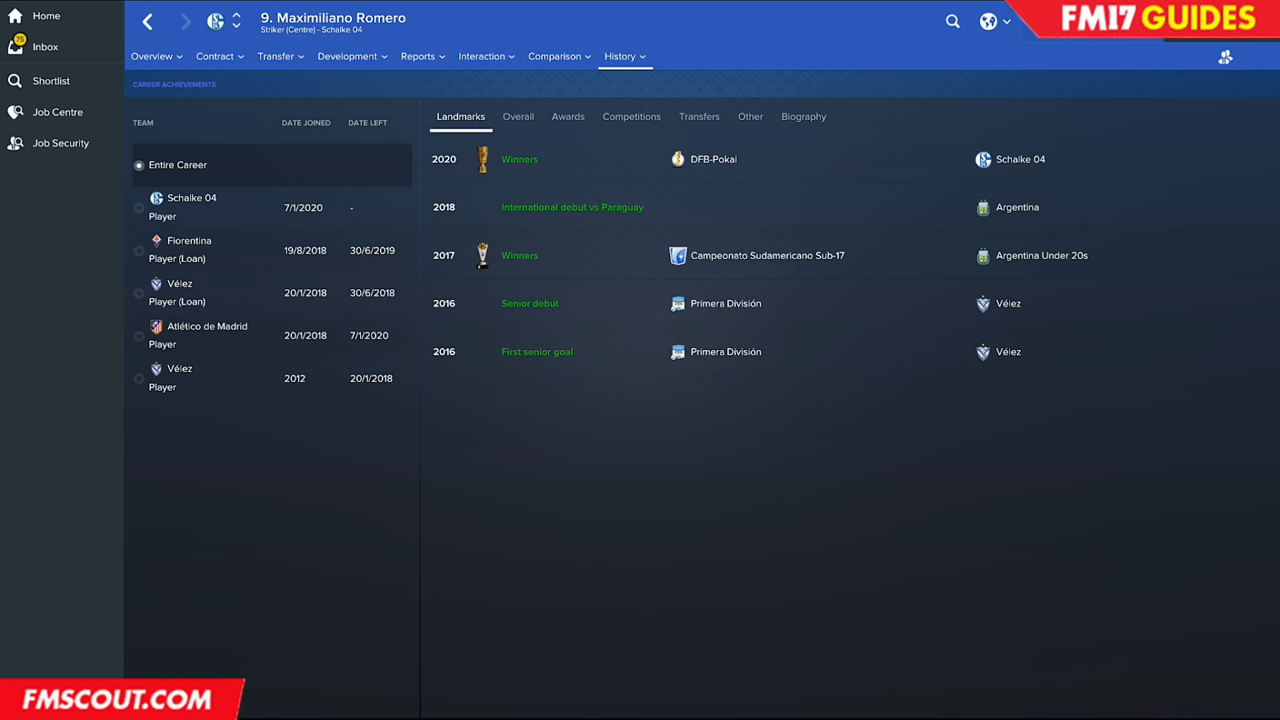 Home
75
Inbox
Shortlist
Job Centre
Job Security
9. Maximiliano Romero
Striker (Centre) - Schalke 04
FM17 GUIDES
Overview Contract Transfer Development Reports Interaction Comparison History
CAREER ACHIEVEMENTS
TEAM DATE JOINED DATE LEFT
Entire Career
Schalke 04
Player 7/1/2020 -
Fiorentina
Player (Loan) 19/8/2018 30/6/2019
Vélez
Player (Loan) 20/1/2018 30/6/2018
Atlético de Madrid
Player 20/1/2018 7/1/2020
Vélez
Player 2012 20/1/2018
Landmarks Overall Awards Competitions Transfers Other Biography
2020 Winners DFB-Pokal Schalke 04
2018 International debut vs Paraguay Argentina
2017 Winners Campeonato Sudamericano Sub-17 Argentina Under 20s
2016 Senior debut Primera División Vélez
2016 First senior goal Primera División Vélez
FMSCOUT.COM